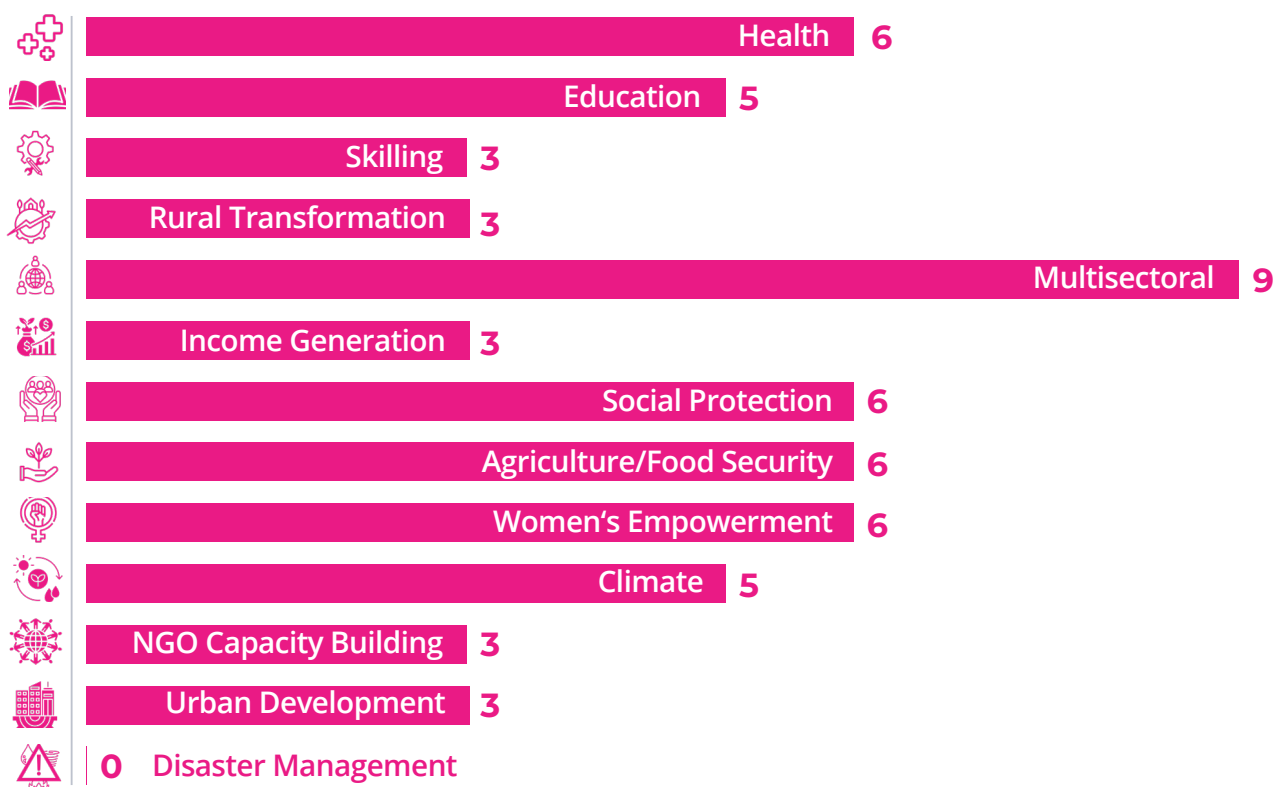 Health 6
Education 5
Skilling 3
Rural Transformation 3
Multisectoral 9
Income Generation 3
Social Protection 6
Agriculture/Food Security 6
Women‘s Empowerment 6
Climate 5
NGO Capacity Building 3
Urban Development 3
0 Disaster Management